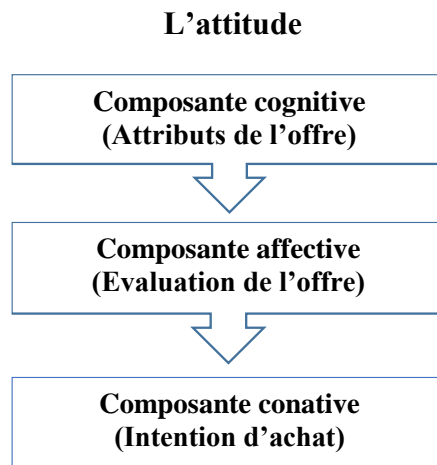 L’attitude
Composante cognitive
(Attributs de l’offre)
Composante affective
(Evaluation de l’offre)
Composante conative
(Intention d’achat)